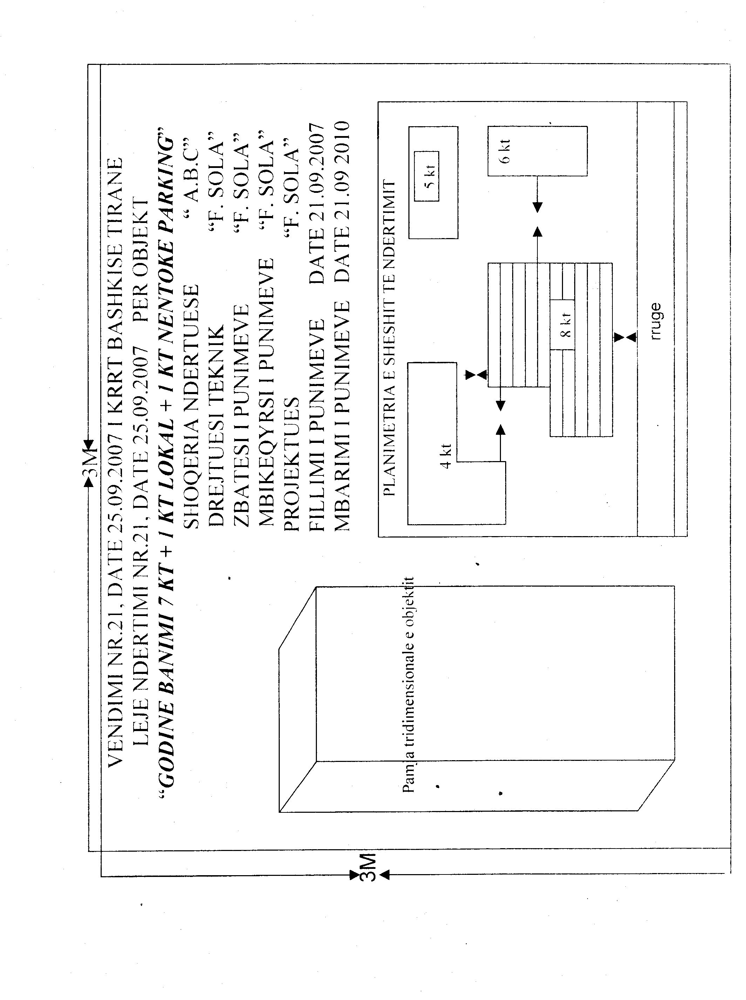 3M
VENDIMI NR.21, DATE 25.09.2007 I KRRT BASHKISE TIRANE
LEJE NDERTIMI NR.21, DATE 25.09.2007 PER OBJEKT
“GODINE BANIMI 7 KT + 1 KT LOKAL + 1 KT NENTOKE PARKING”
SHOQERIA NDERTUESE “ A.B.C”
DREJTUESI TEKNIK “F. SOLA”
ZBATESI I PUNIMEVE “F. SOLA”
MBIKEQYRSI I PUNIMEVE “F. SOLA”
PROJEKTUES “F. SOLA”
FILLIMI I PUNIMEVE DATE 21.09.2007
MBARIMI I PUNIMEVE DATE 21.09 2010
3M
Pamja tridimensionale e objektit
PLANIMETRIA E SHESHIT TE NDERTIMIT
5 kt
4 kt
6 kt
8 kt
rruge